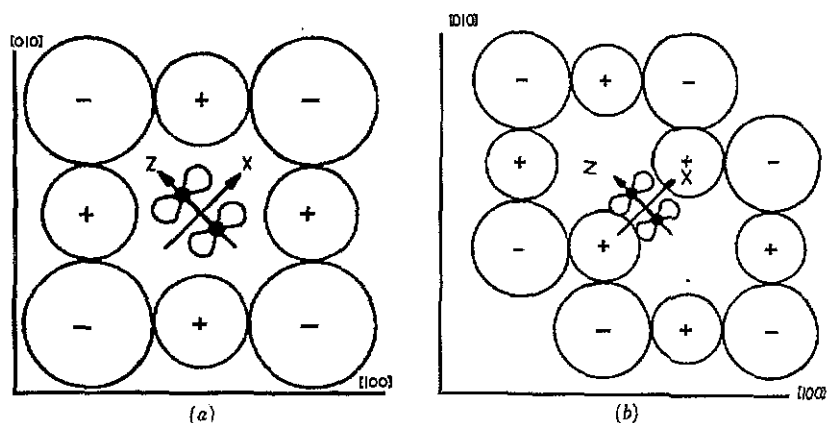 [010]
- + -
Z X
+ +
- + -
[100]
(a)
[010]
- + -
+ Z X + -
- + +
- + -
[100]
(b)